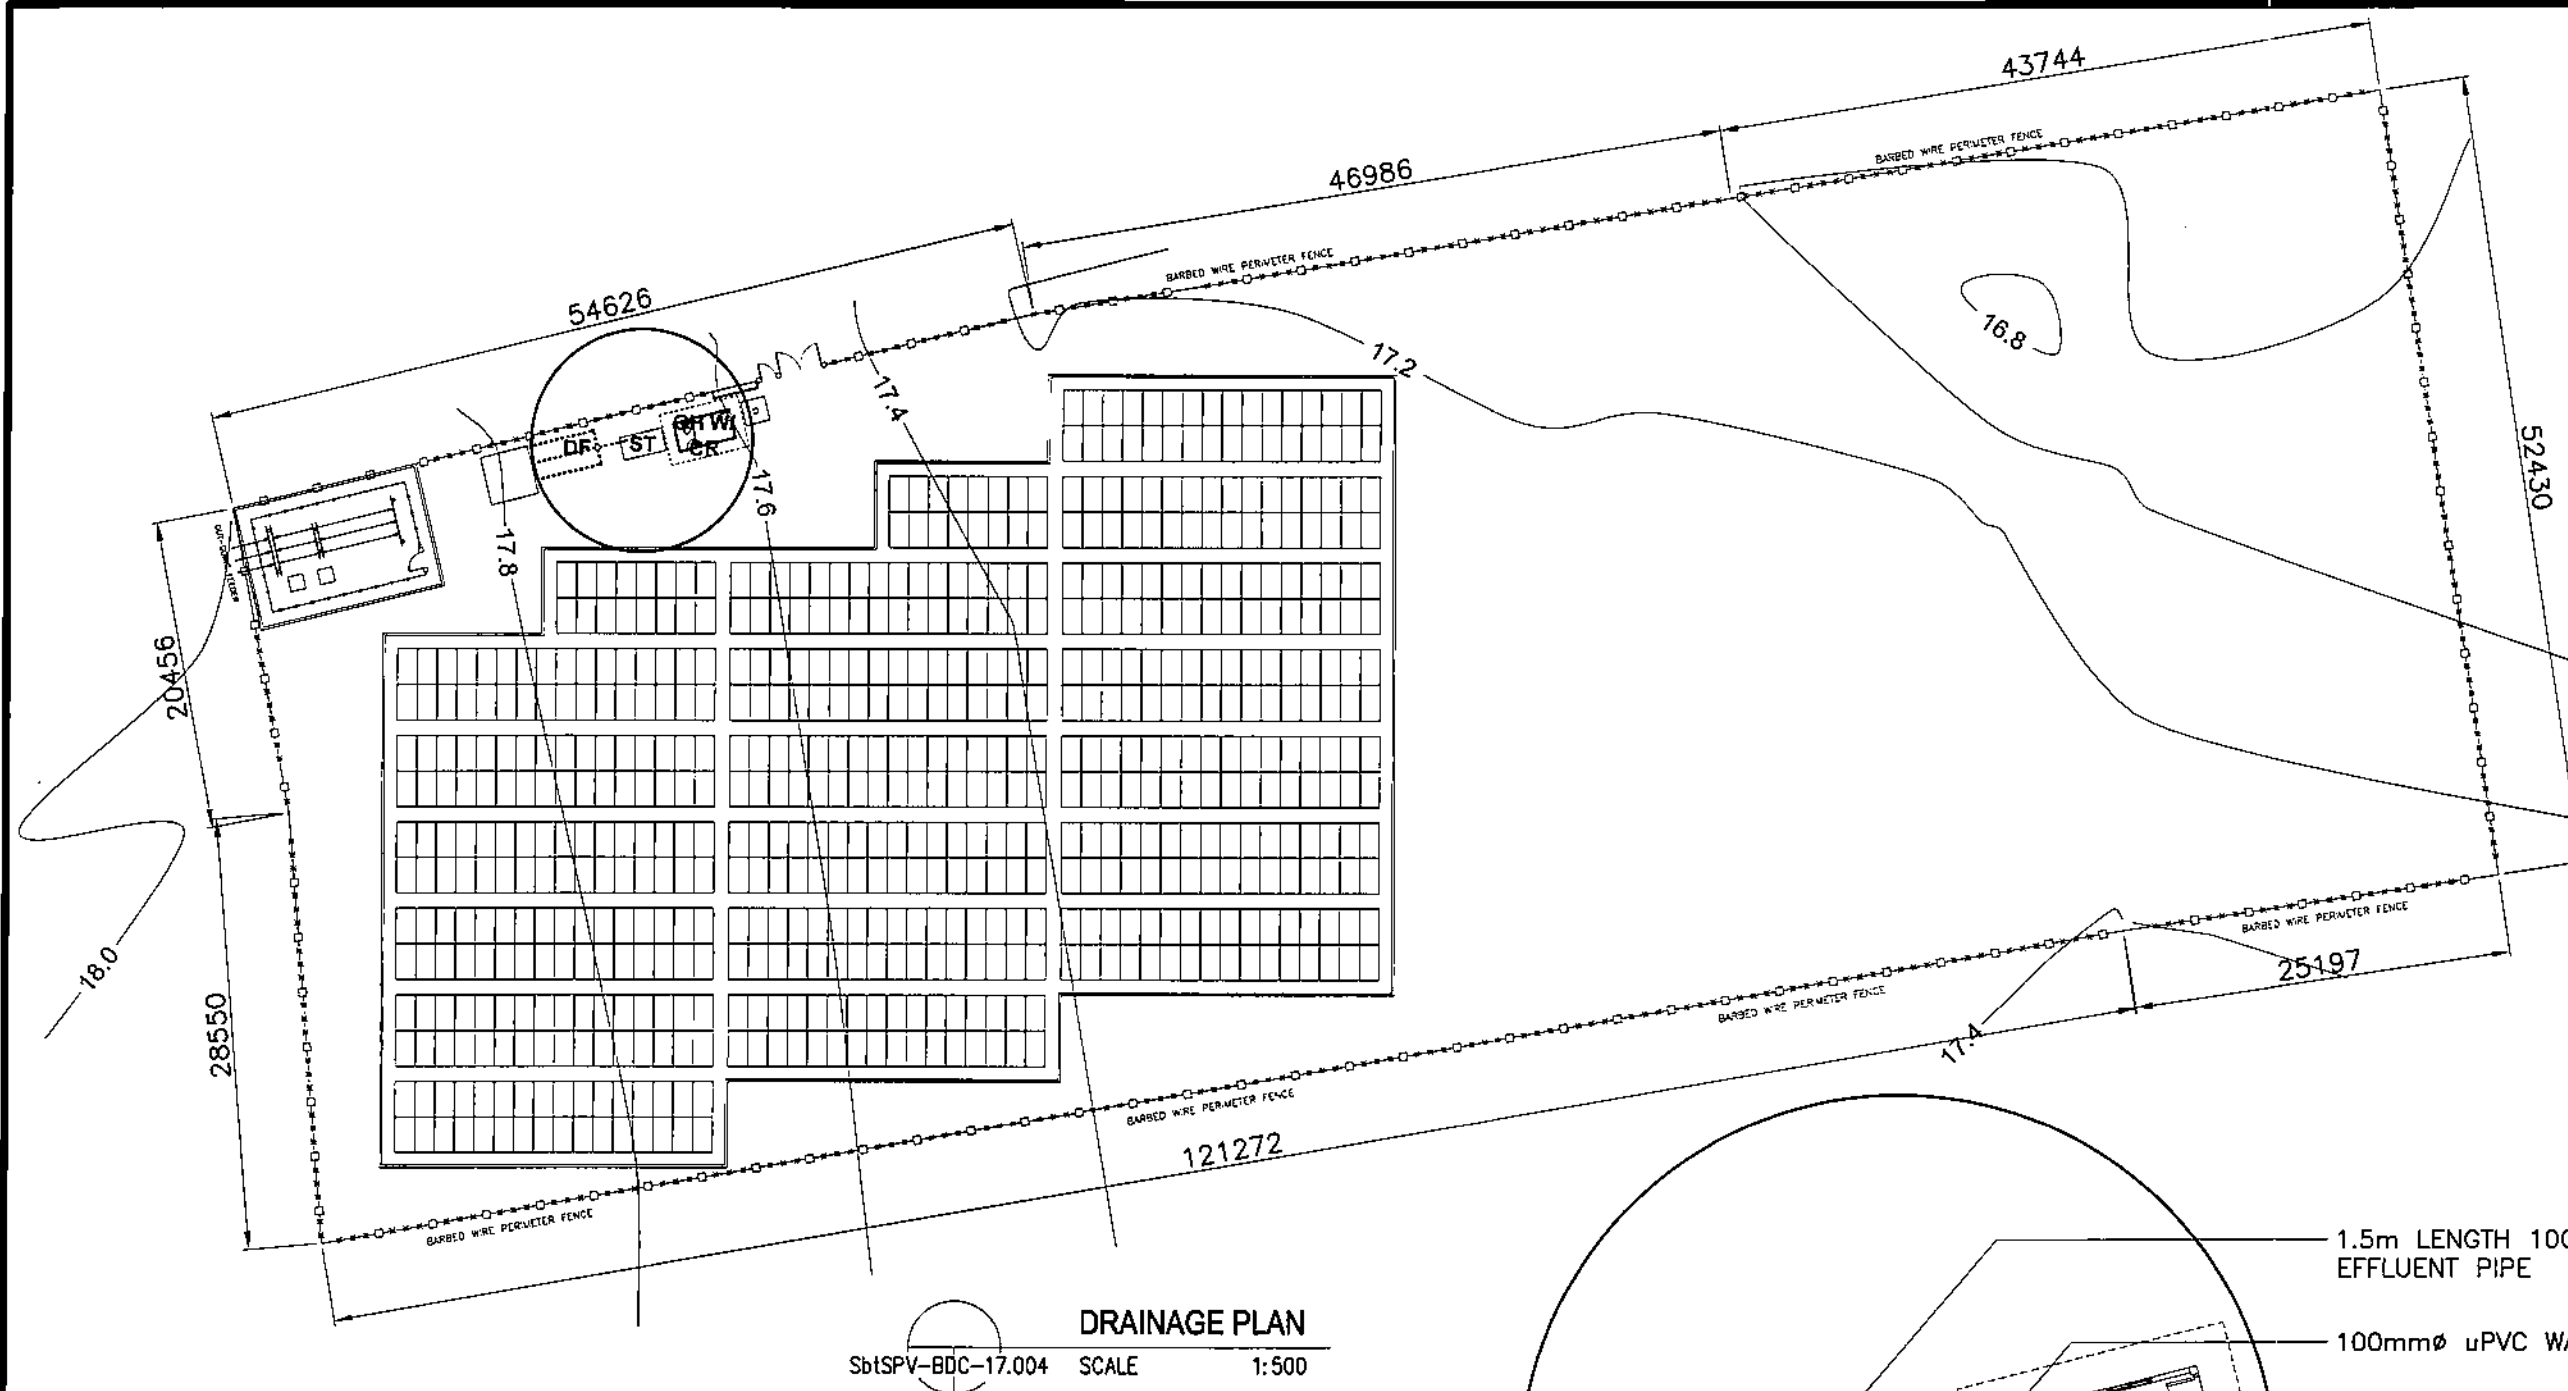 43744
BARBED WIRE PERIMETER FENCE
46986
BARBED WIRE PERIMETER FENCE
54626
16.8
17.2
17.4
DF
ST
CR
17.6
17.8
52430
20456
18.0
28550
BARBED WIRE PERIMETER FENCE
25197
BARBED WIRE PERIMETER FENCE
17.4
BARBED WIRE PERIMETER FENCE
121272
BARBED WIRE PERIMETER FENCE
1.5m LENGTH
EFFLUENT PIPE
DRAINAGE PLAN
SbtSPV-BDC-17.004 SCALE 1:500
100mmø uPVC